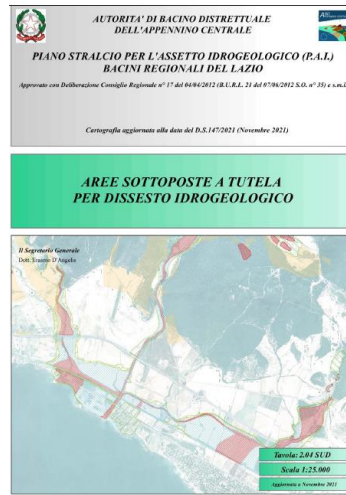 AUTORITA' DI BACINO DISTRETTUALE
DELL'APPENNINO CENTRALE
PIANO STRALCIO PER L'ASSETTO IDROGEOLOGICO (P.A.I.)
BACINI REGIONALI DEL LAZIO
Approvato con Deliberazione Consiglio Regionale n° 17 del 04/04/2012 (B.U.R.L. 21 del 07/06/2012 S.O. n° 35) e s.m.i.
Cartografia aggiornata alla data del D.S.147/2021 (Novembre 2021)
AREE SOTTOPOSTE A TUTELA
PER DISSESTO IDROGEOLOGICO
Il Segretario Generale
Dott. Erasmo D'Angelis
Tavola: 2.04 SUD
Scala 1:25.000
Aggiornata a Novembre 2021